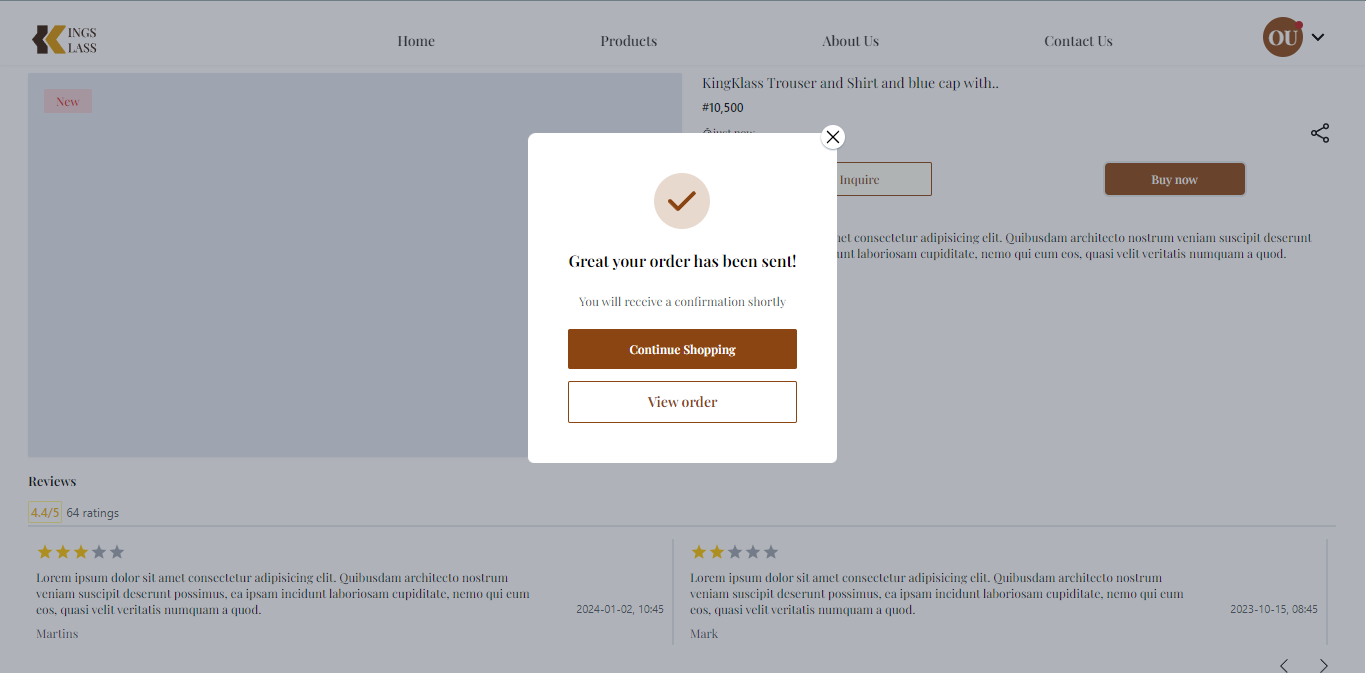 INGS
LASS
Home
Products
About Us
Contact Us
OU
New
KingKlass Trouser and Shirt and blue cap with..
#10,500
just now
Inquire
Buy now
consectetur adipisicing elit. Quibusdam architecto nostrum veniam suscipit deserunt
laboriosam cupiditate, nemo qui eum eos, quasi velit veritatis numquam a quod.
Great your order has been sent!
You will receive a confirmation shortly
Continue Shopping
View order
Reviews
4.4/5 64 ratings
Lorem ipsum dolor sit amet consectetur adipisicing elit. Quibusdam architecto nostrum
veniam suscipit deserunt possimus, ea ipsam incidunt laboriosam cupiditate, nemo qui eum
eos, quasi velit veritatis numquam a quod.
2024-01-02, 10:45
Martins
Lorem ipsum dolor sit amet consectetur adipisicing elit. Quibusdam architecto nostrum
veniam suscipit deserunt possimus, ea ipsam incidunt laboriosam cupiditate, nemo qui eum
eos, quasi velit veritatis numquam a quod.
2023-10-15, 08:45
Mark